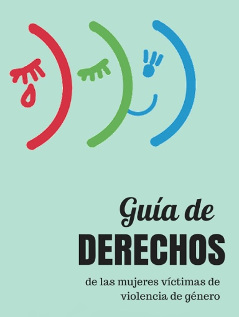 Guía de
DERECHOS
de las mujeres víctimas de
violencia de género